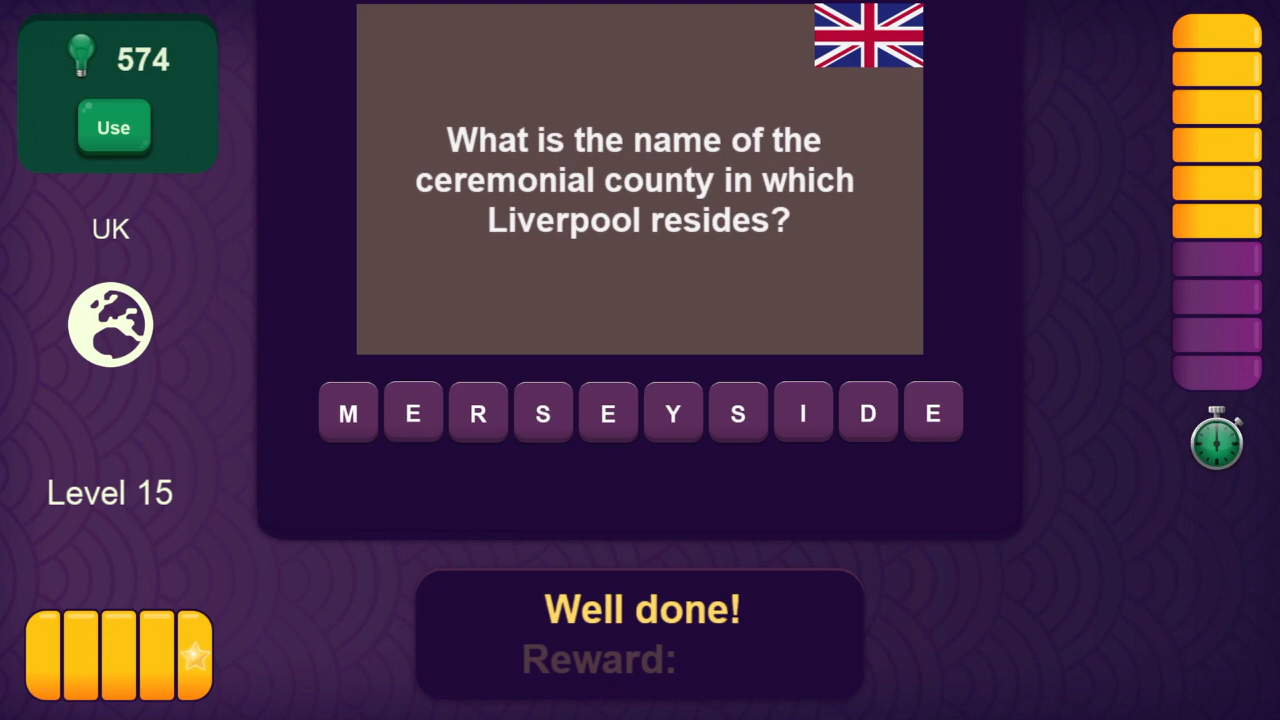 574
Use
UK
Level 15
What is the name of the
ceremonial county in which
Liverpool resides?
M E R S E Y S I D E
Well done!
Reward: